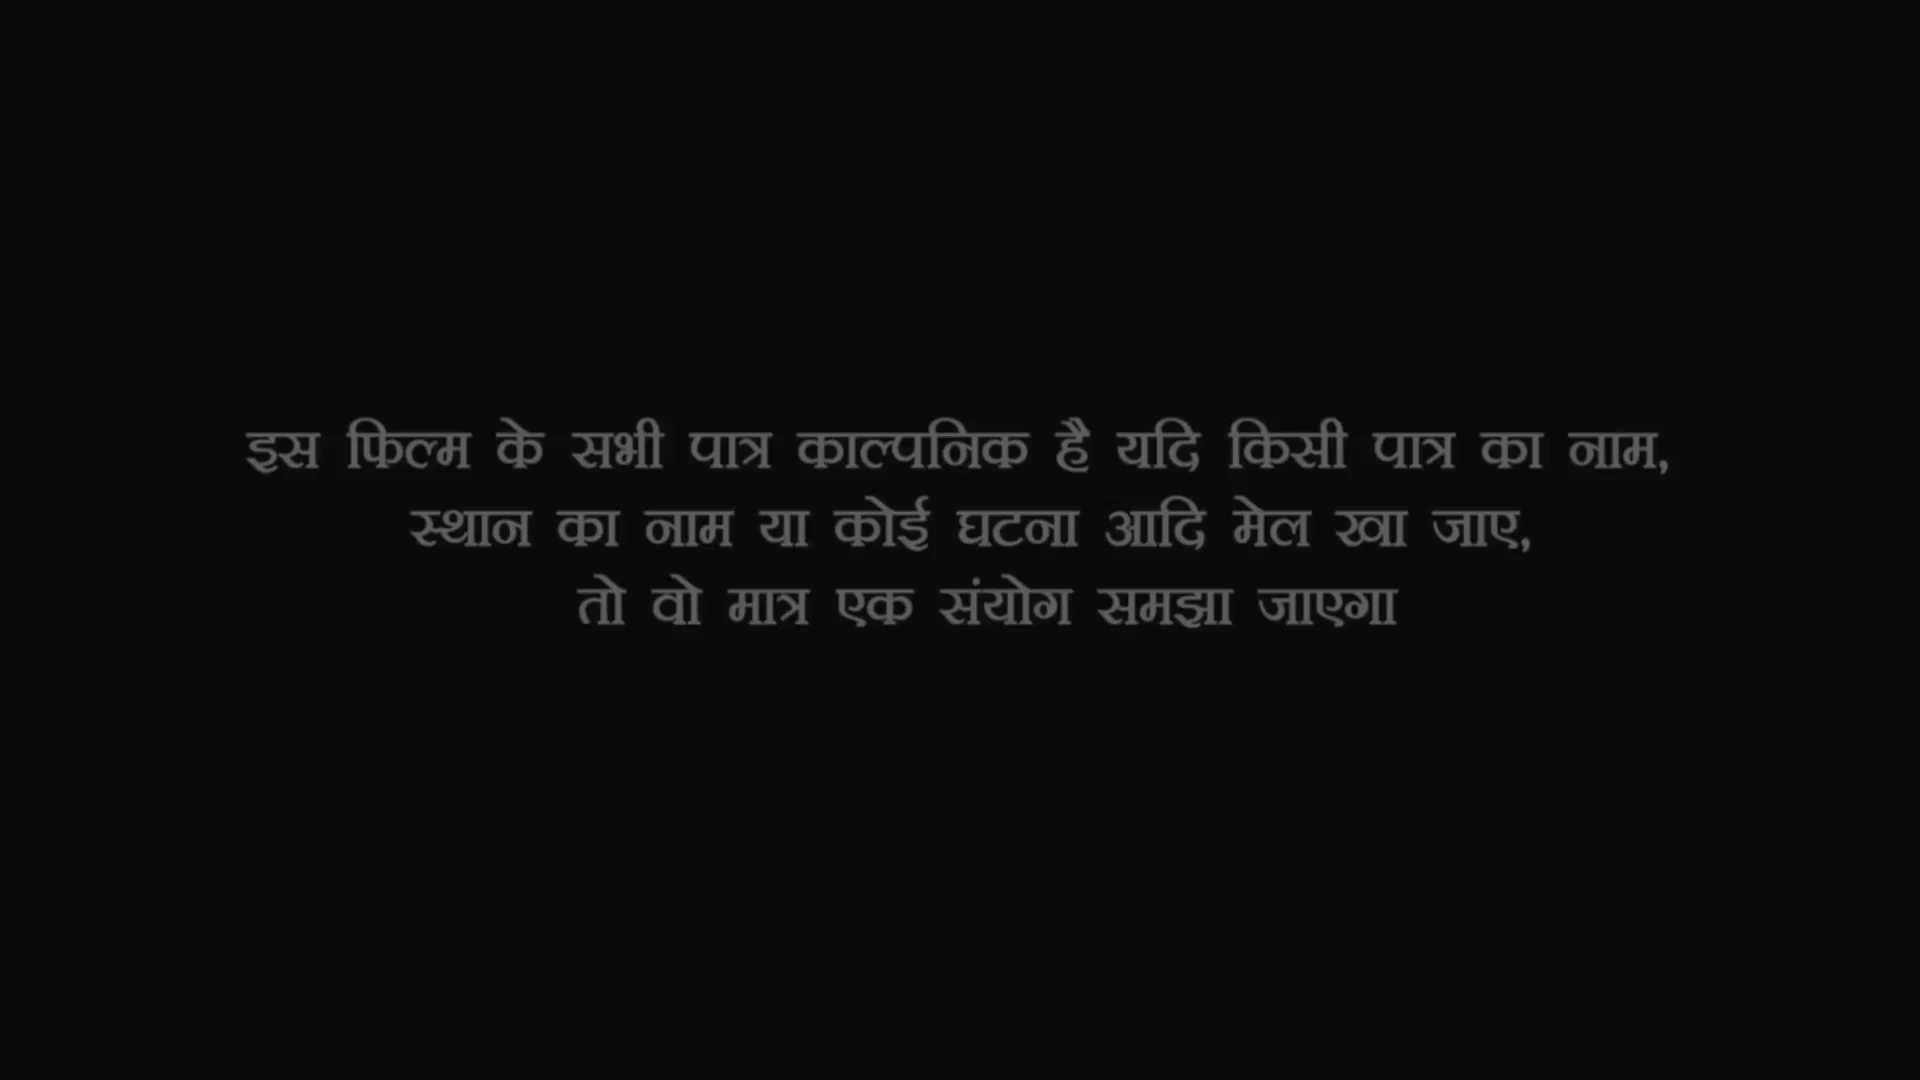 इस फिल्म के सभी पात्र काल्पनिक है यदि किसी पात्र का नाम,
स्थान का नाम या कोई घटना आदि मेल खा जाए,
तो वो मात्र एक संयोग समझा जाएगा